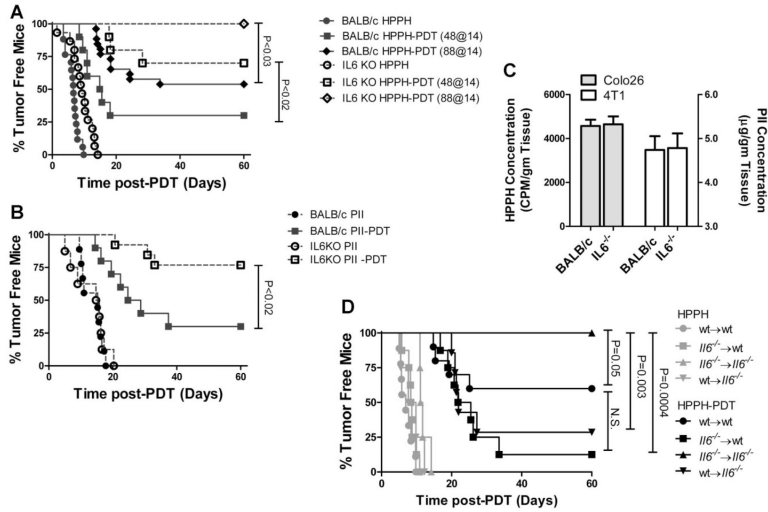 A
% Tumor Free Mice
100
75
50
25
0
0 20 40 60
Time post-PDT (Days)
P<0.03
P<0.02
BALB/c HPPH
BALB/c HPPH-PDT (48@14)
BALB/c HPPH-PDT (88@14)
IL6 KO HPPH
IL6 KO HPPH-PDT (48@14)
IL6 KO HPPH-PDT (88@14)
B
% Tumor Free Mice
100
75
50
25
0
0 20 40 60
Time post-PDT (Days)
P<0.02
BALB/c PII
BALB/c PII-PDT
IL6KO PII
IL6KO PII -PDT
C
Colo26
4T1
HPPH Concentration
(CPM/gm Tissue)
6000
4000
2000
0
BALB/c
IL6-/-
BALB/c
IL6-/-
6.0
5.0
4.0
3.0
PII Concentration
(µg/gm Tissue)
D
% Tumor Free Mice
100
75
50
25
0
0 20 40 60
Time post-PDT (Days)
P=0.05
N.S.
P=0.003
P=0.0004
HPPH
wt→wt
Il6-/-→wt
Il6-/-→Il6-/-
wt→Il6-/-
HPPH-PDT
wt→wt
Il6-/-→wt
Il6-/-→Il6-/-
wt→Il6-/-